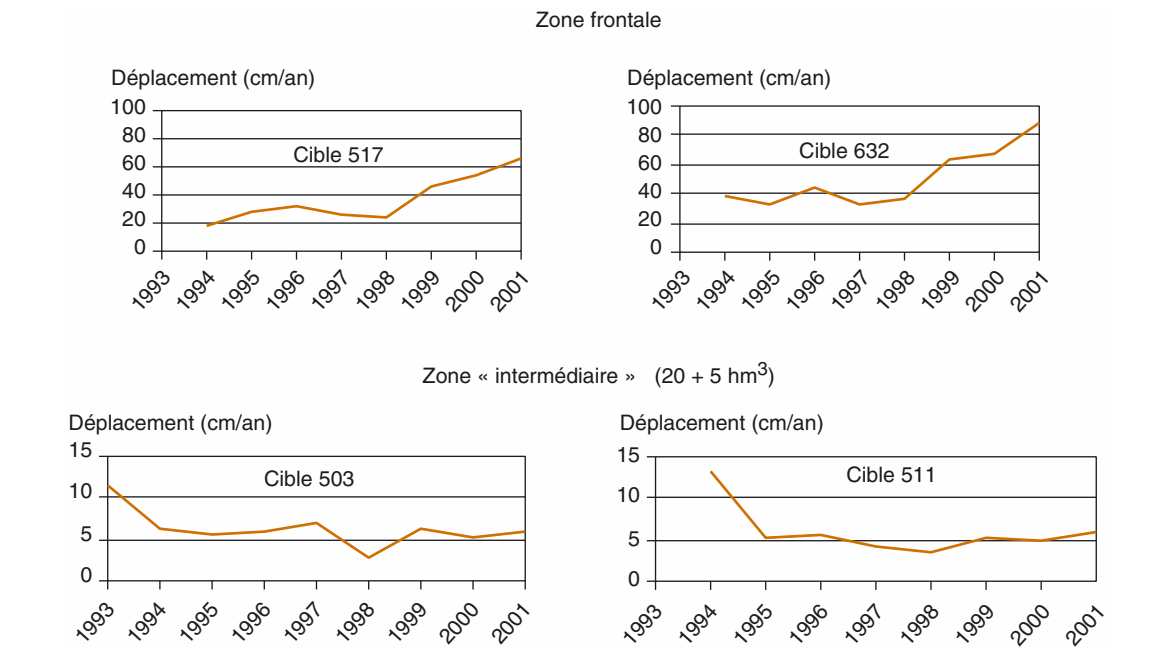 Zone frontale
Déplacement (cm/an)
100
80
60
40
20
0
Cible 517
1993 1994 1995 1996 1997 1998 1999 2000 2001
Déplacement (cm/an)
100
80
60
40
20
0
Cible 632
1993 1994 1995 1996 1997 1998 1999 2000 2001
Zone « intermédiaire » (20 + 5 hm³)
Déplacement (cm/an)
15
10
5
0
Cible 503
1993 1994 1995 1996 1997 1998 1999 2000 2001
Déplacement (cm/an)
15
10
5
0
Cible 511
1993 1994 1995 1996 1997 1998 1999 2000 2001